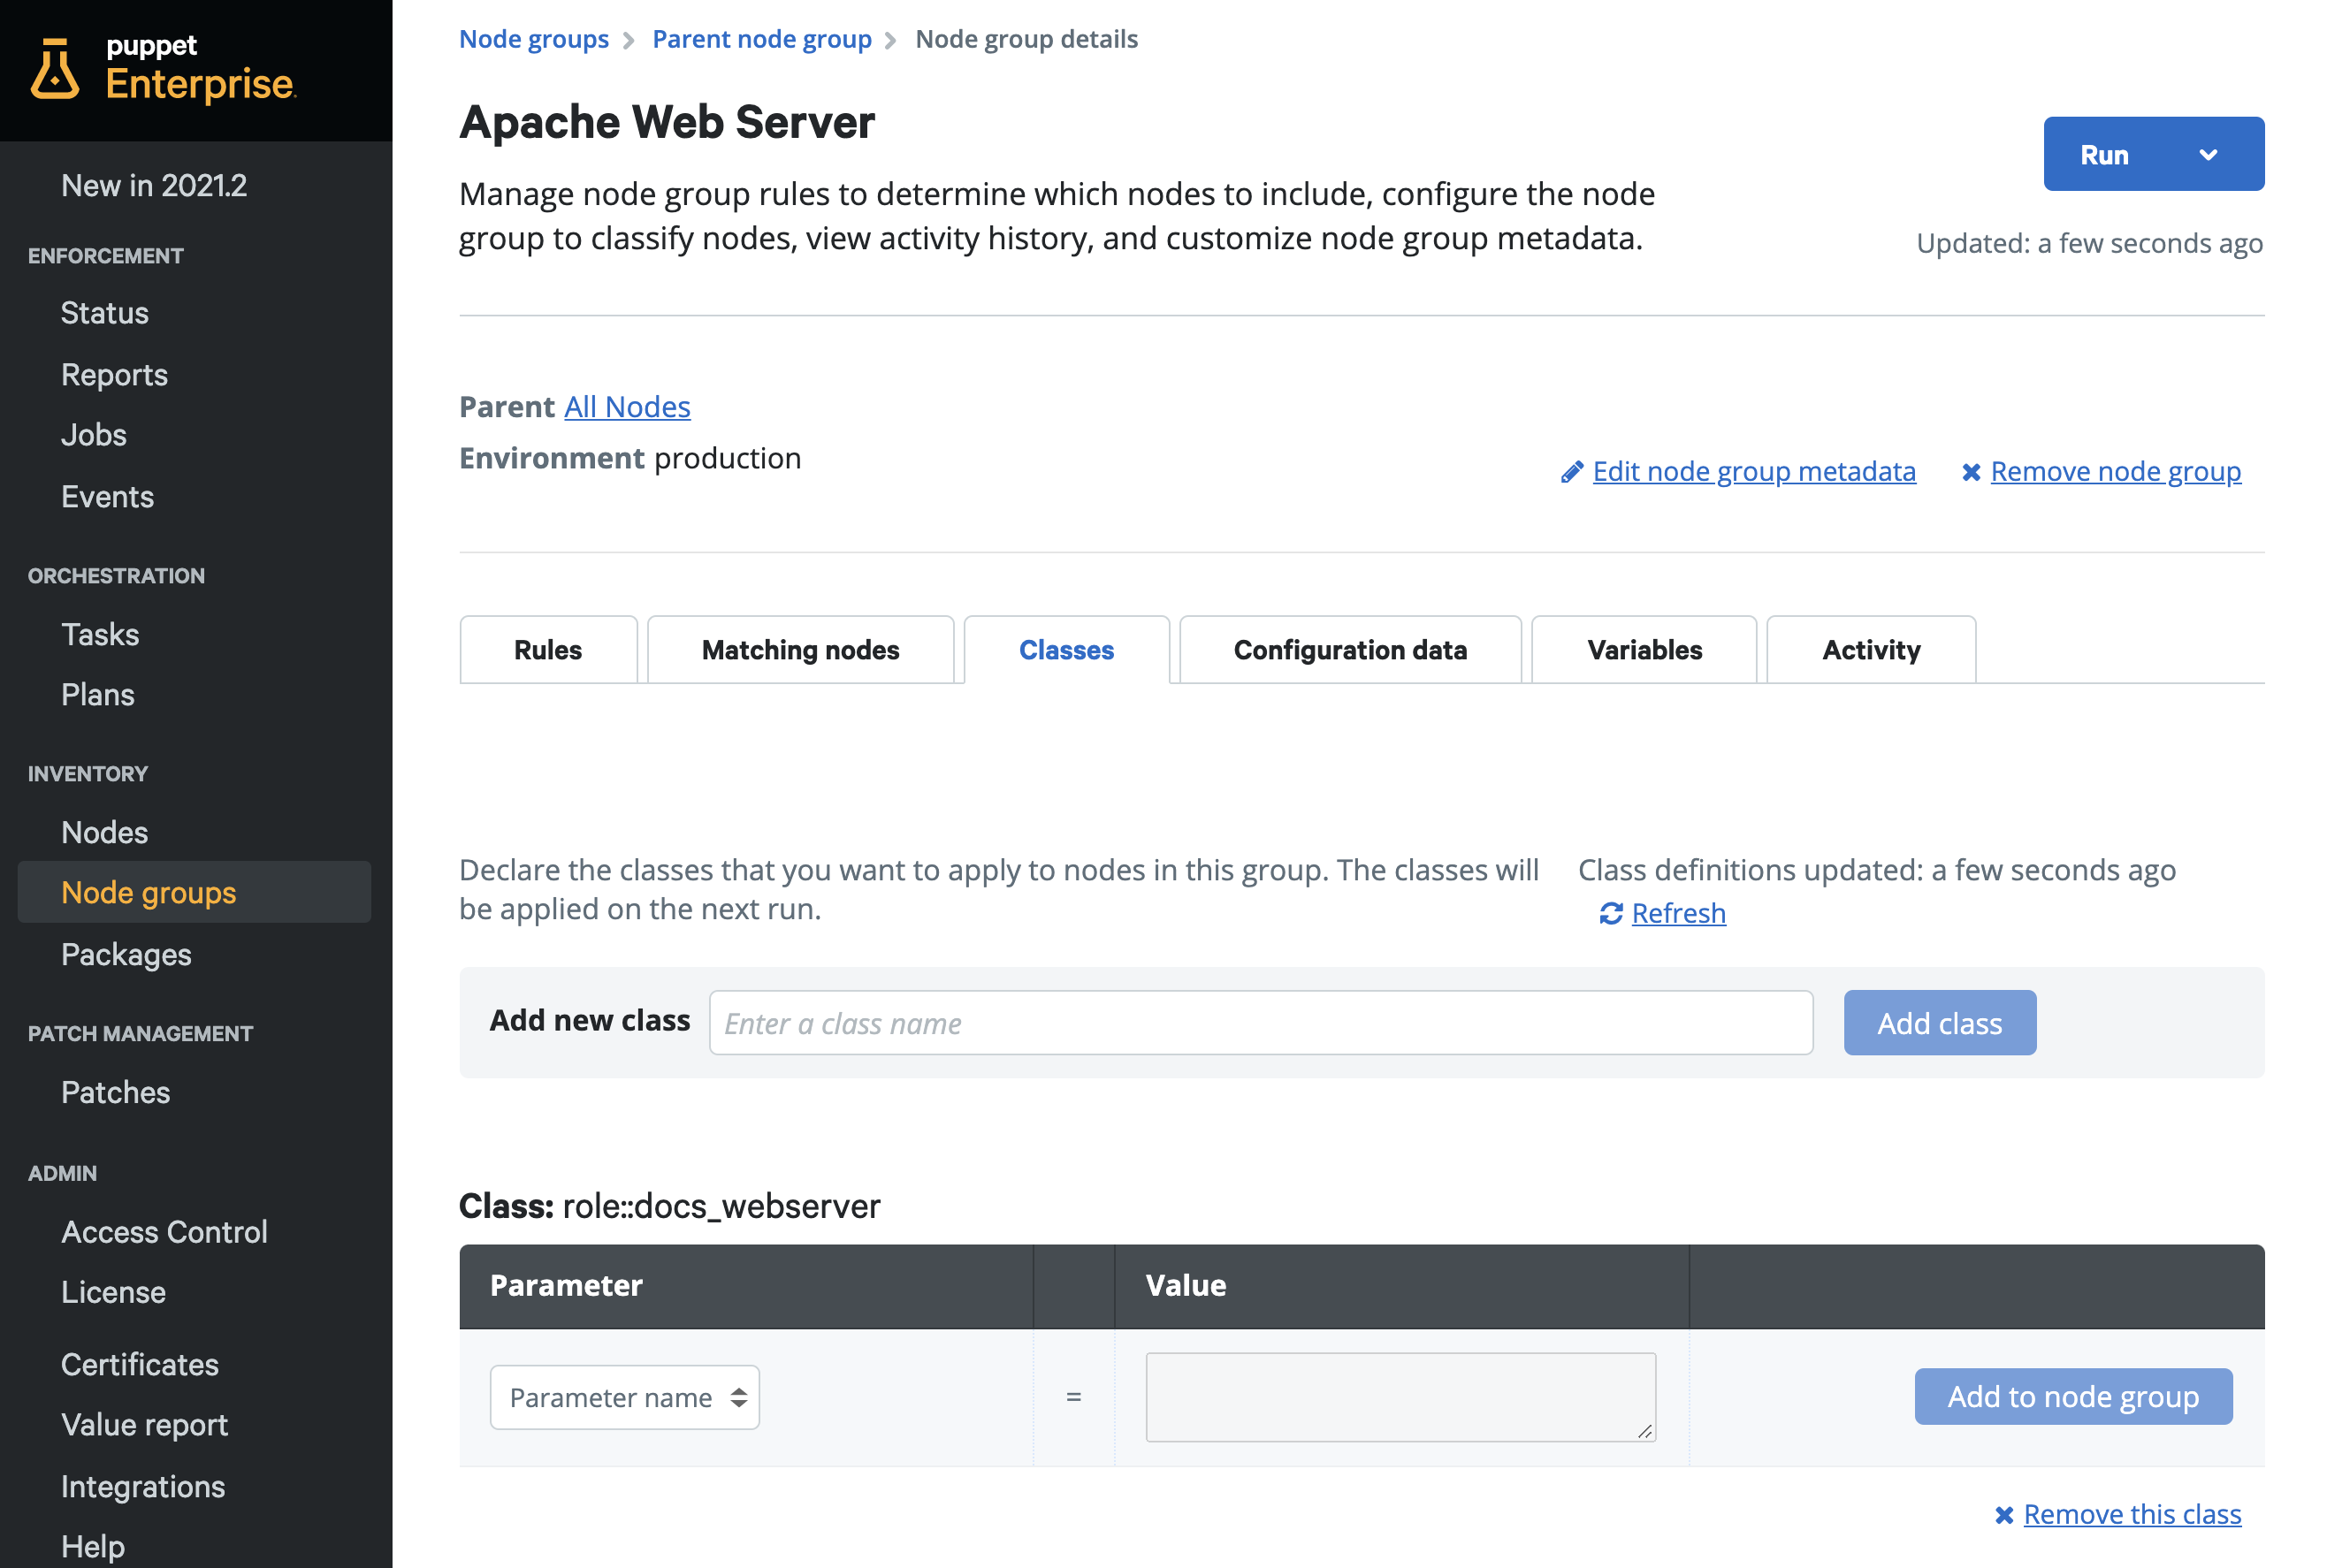 puppet
Enterprise
New in 2021.2
ENFORCEMENT
Status
Reports
Jobs
Events
ORCHESTRATION
Tasks
Plans
INVENTORY
Nodes
Node groups
Packages
PATCH MANAGEMENT
Patches
ADMIN
Access Control
License
Certificates
Value report
Integrations
Help
Node groups > Parent node group > Node group details
Apache Web Server
Manage node group rules to determine which nodes to include, configure the node
group to classify nodes, view activity history, and customize node group metadata.
Run
Updated: a few seconds ago
Parent All Nodes
Environment production
Edit node group metadata
Remove node group
Rules
Matching nodes
Classes
Configuration data
Variables
Activity
Declare the classes that you want to apply to nodes in this group. The classes will
be applied on the next run.
Class definitions updated: a few seconds ago
Refresh
Add new class
Enter a class name
Add class
Class: role::docs_webserver
Parameter
Value
Parameter name
=
Add to node group
Remove this class